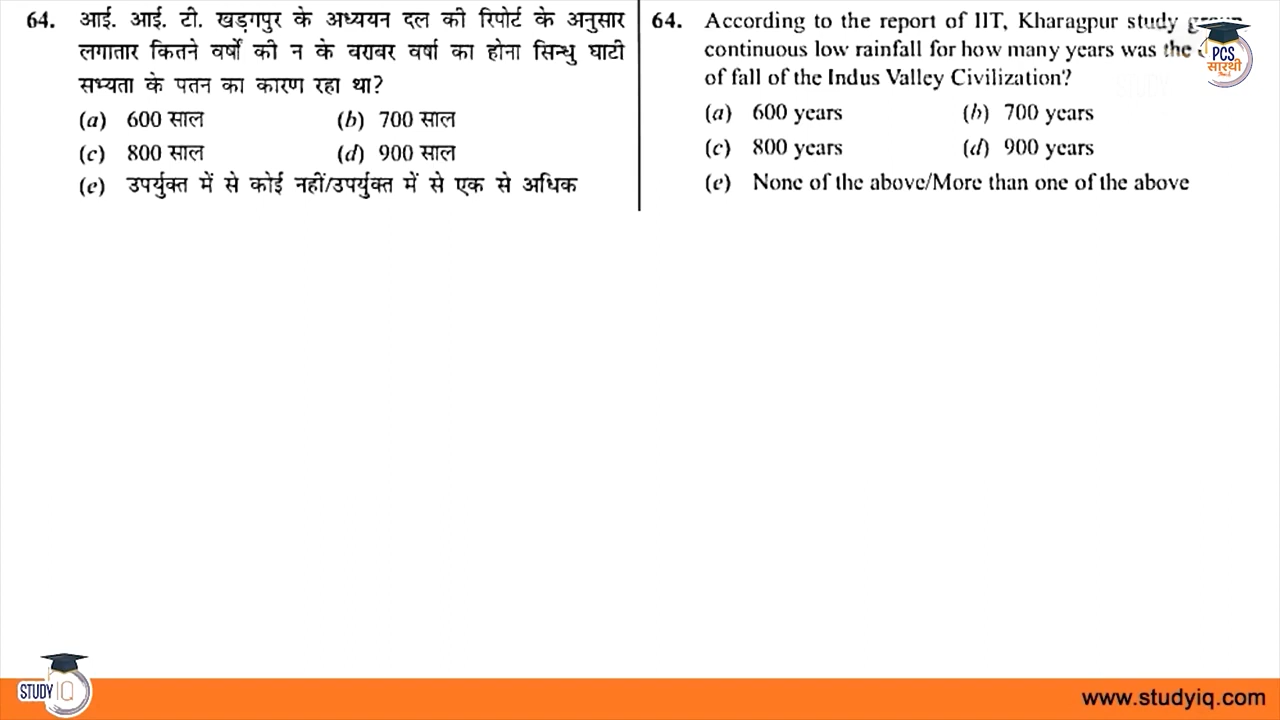 64. आई. आई. टी. खड़गपुर के अध्ययन दल की रिपोर्ट के अनुसार
लगातार कितने वर्षों की न के बराबर वर्षा का होना सिन्धु घाटी
सभ्यता के पतन का कारण रहा था?
(a) 600 साल (b) 700 साल
(c) 800 साल (d) 900 साल
(e) उपर्युक्त में से कोई नहीं/उपर्युक्त में से एक से अधिक
64. According to the report of IIT, Kharagpur study
continuous low rainfall for how many years was the
of fall of the Indus Valley Civilization?
(a) 600 years (b) 700 years
(c) 800 years (d) 900 years
(e) None of the above/More than one of the above
PCS
सारथी
STUDY IQ
www.studyiq.com